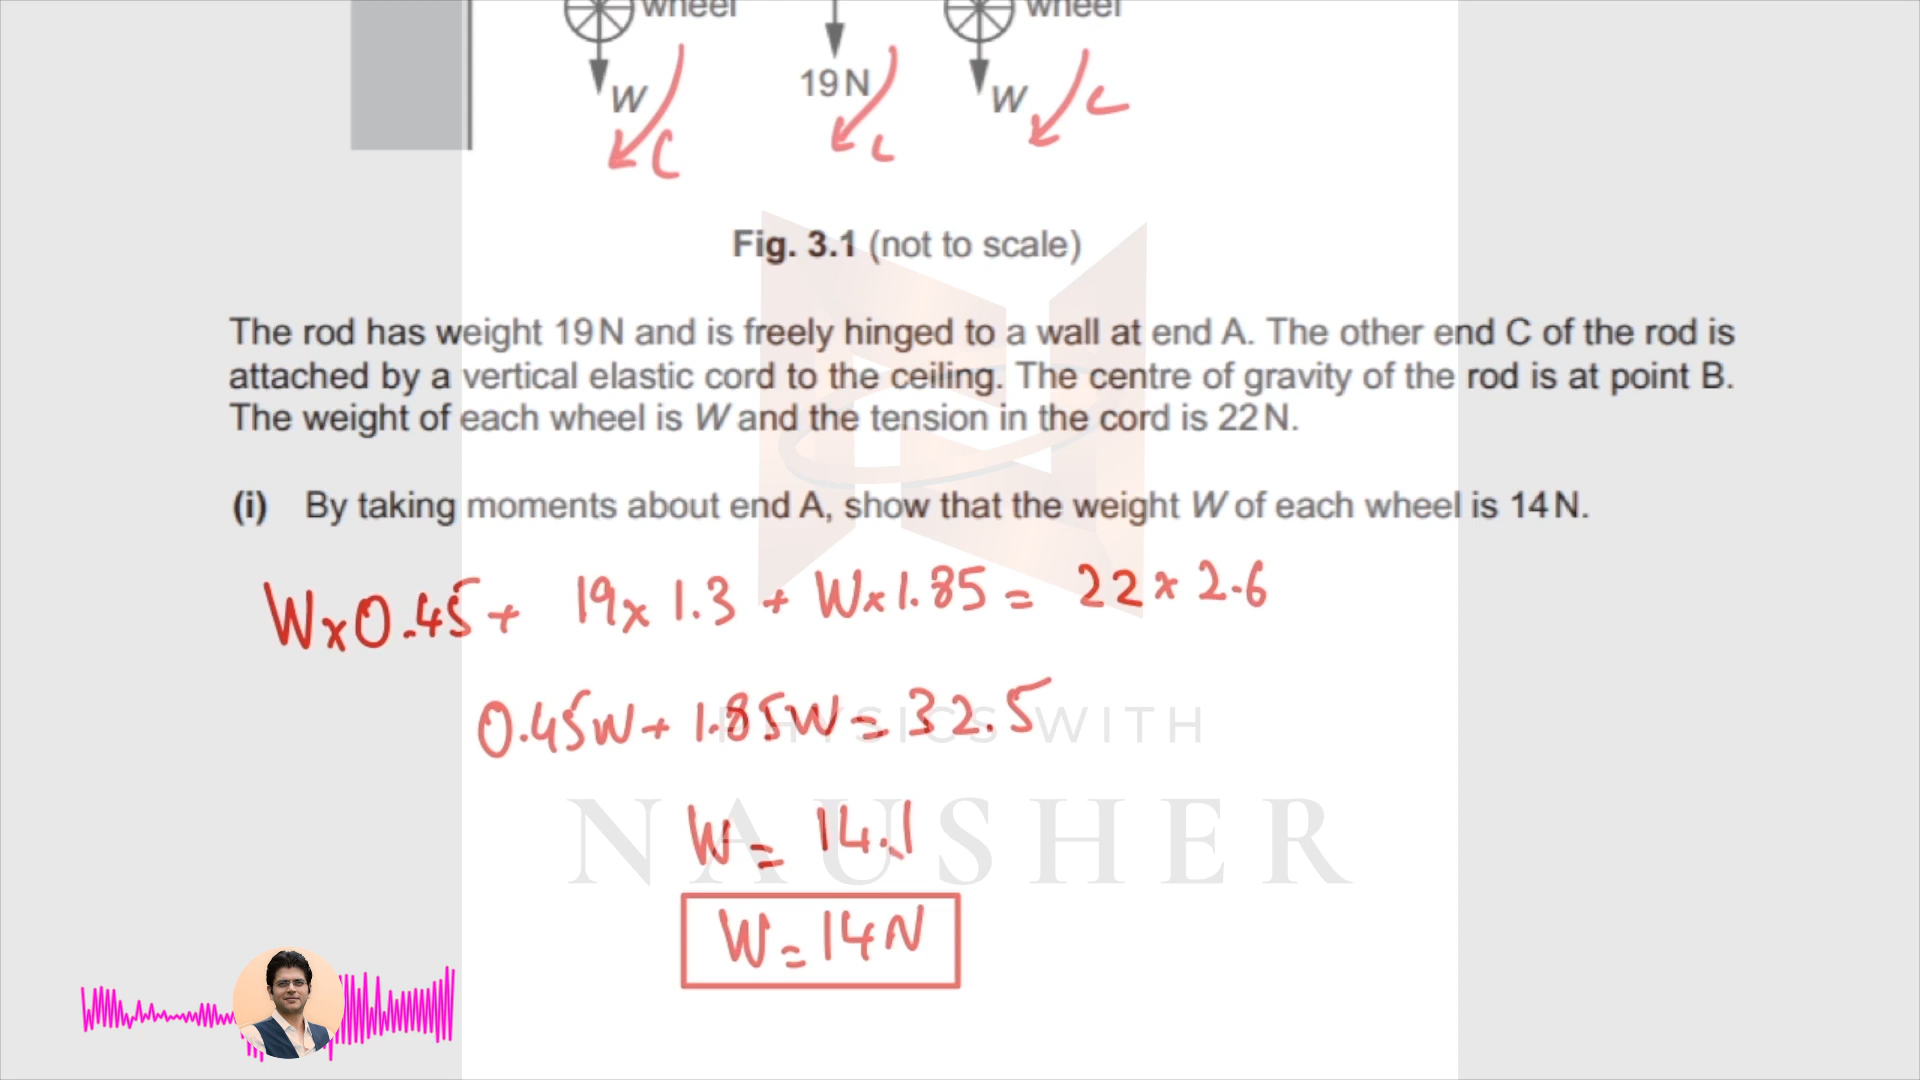 wheel wheel
19 N
W W
C C C
Fig. 3.1 (not to scale)
The rod has weight 19 N and is freely hinged to a wall at end A. The other end C of the rod is
attached by a vertical elastic cord to the ceiling. The centre of gravity of the rod is at point B.
The weight of each wheel is W and the tension in the cord is 22 N.
(i) By taking moments about end A, show that the weight W of each wheel is 14 N.
W×0.45 + 19×1.3 + W×1.85 = 22×2.6
0.45W + 1.85W = 32.5
PHYSICS WITH
W = 14.1
NAUSHER
W = 14N